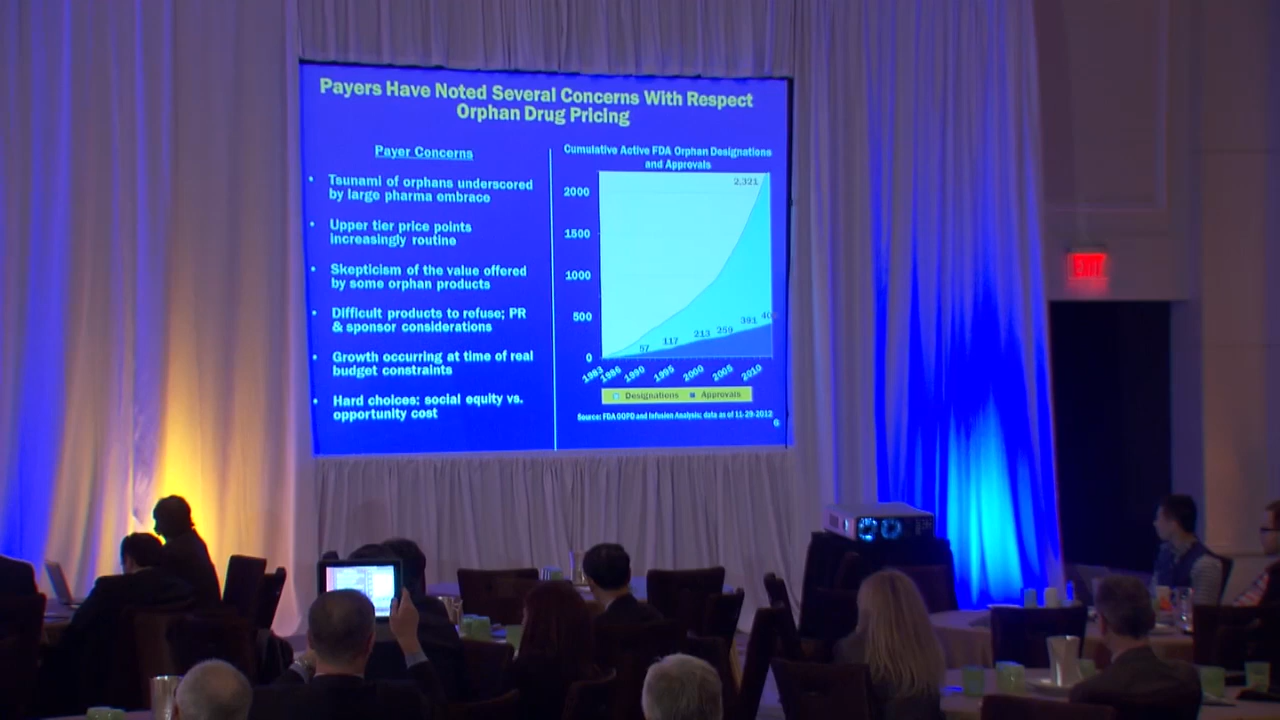 Payers Have Noted Several Concerns With Respect
Orphan Drug Pricing
Payer Concerns
• Tsunami of orphans underscored
by large pharma embrace
• Upper tier price points
increasingly routine
• Skepticism of the value offered
by some orphan products
• Difficult products to refuse; PR
& sponsor considerations
• Growth occurring at time of real
budget constraints
• Hard choices: social equity vs.
opportunity cost
Cumulative Active FDA Orphan Designations
and Approvals
2,321
2000
1500
1000
500
0
57 117 213 259 391 40
1983 1986 1990 1995 2000 2005 2010
Designations Approvals
Source: FDA OOPD and Infusion Analysis; data as of 11-29-2012
6
EXIT